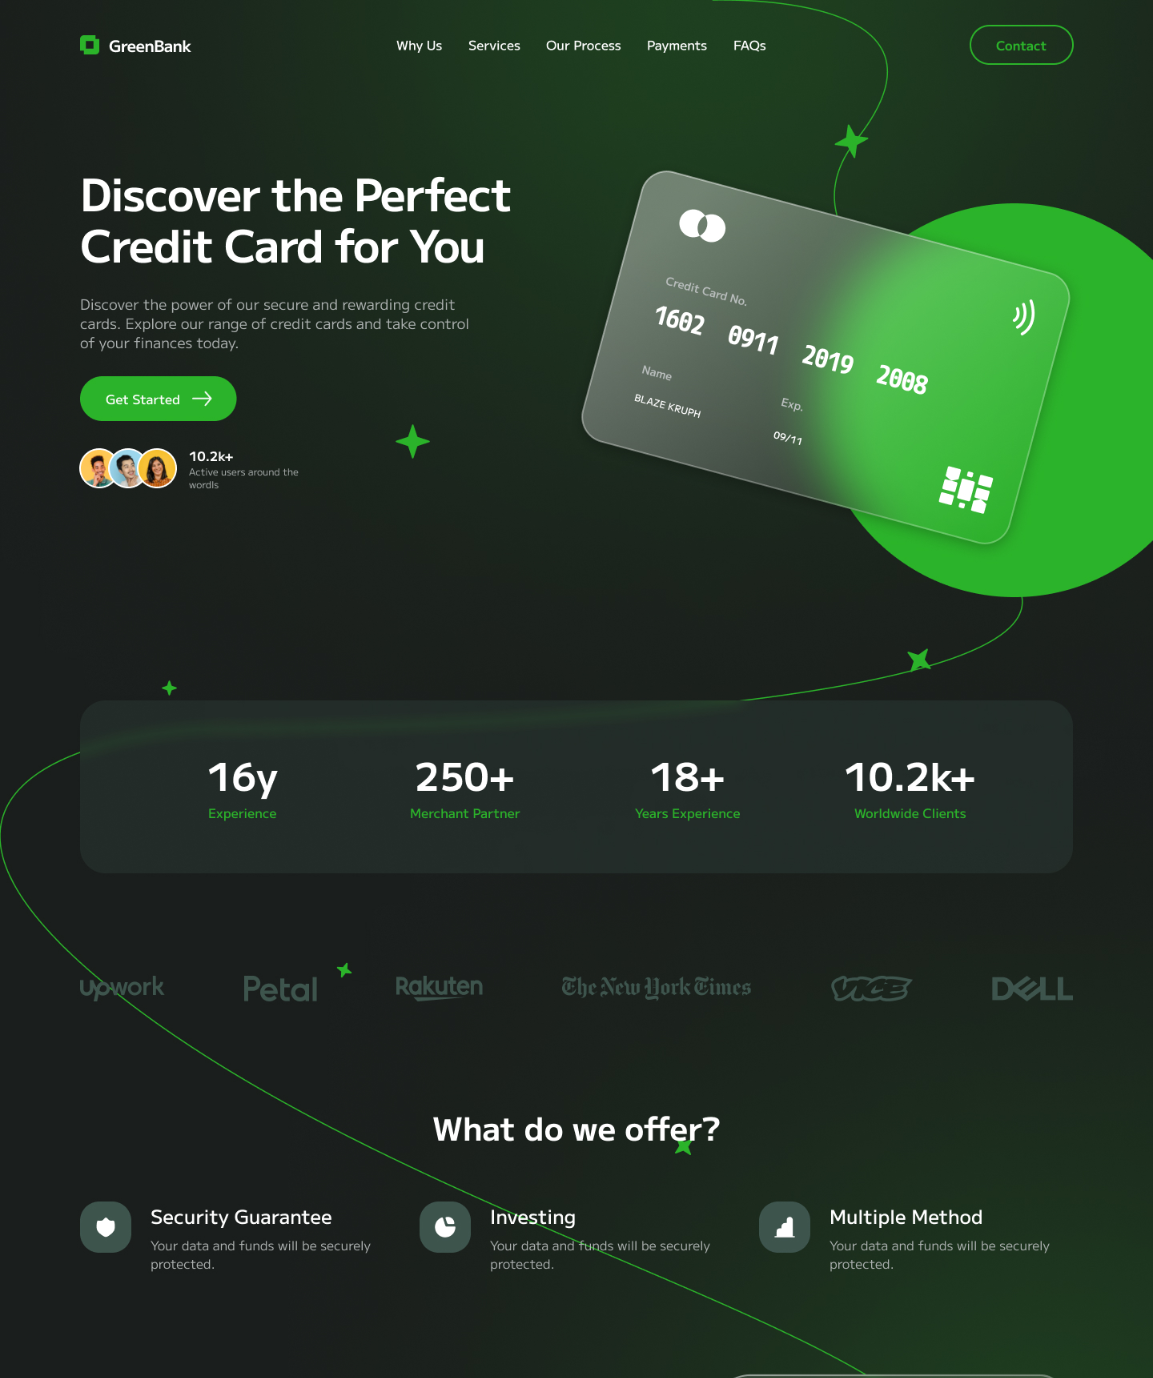 GreenBank
Why Us
Services
Our Process
Payments
FAQs
Contact
Discover the Perfect
Credit Card for You
Discover the power of our secure and rewarding credit
cards. Explore our range of credit cards and take control
of your finances today.
Get Started
10.2k+
Active users around the
wordls
Credit Card No.
1602 0911 2019 2008
Name
BLAZE KRUPH
Exp.
09/11
16y
Experience
250+
Merchant Partner
18+
Years Experience
10.2k+
Worldwide Clients
upwork
Petal
Rakuten
The New York Times
VICE
DELL
What do we offer?
Security Guarantee
Your data and funds will be securely
protected.
Investing
Your data and funds will be securely
protected.
Multiple Method
Your data and funds will be securely
protected.